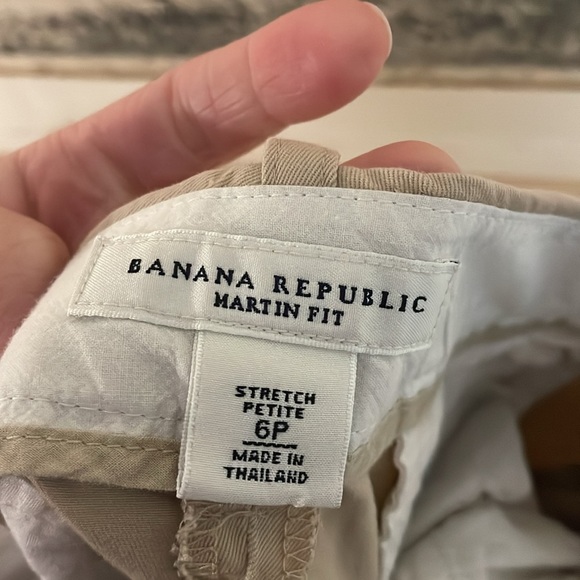 BANANA REPUBLIC
MARTIN FIT
STRETCH
PETITE
6P
MADE IN
THAILAND